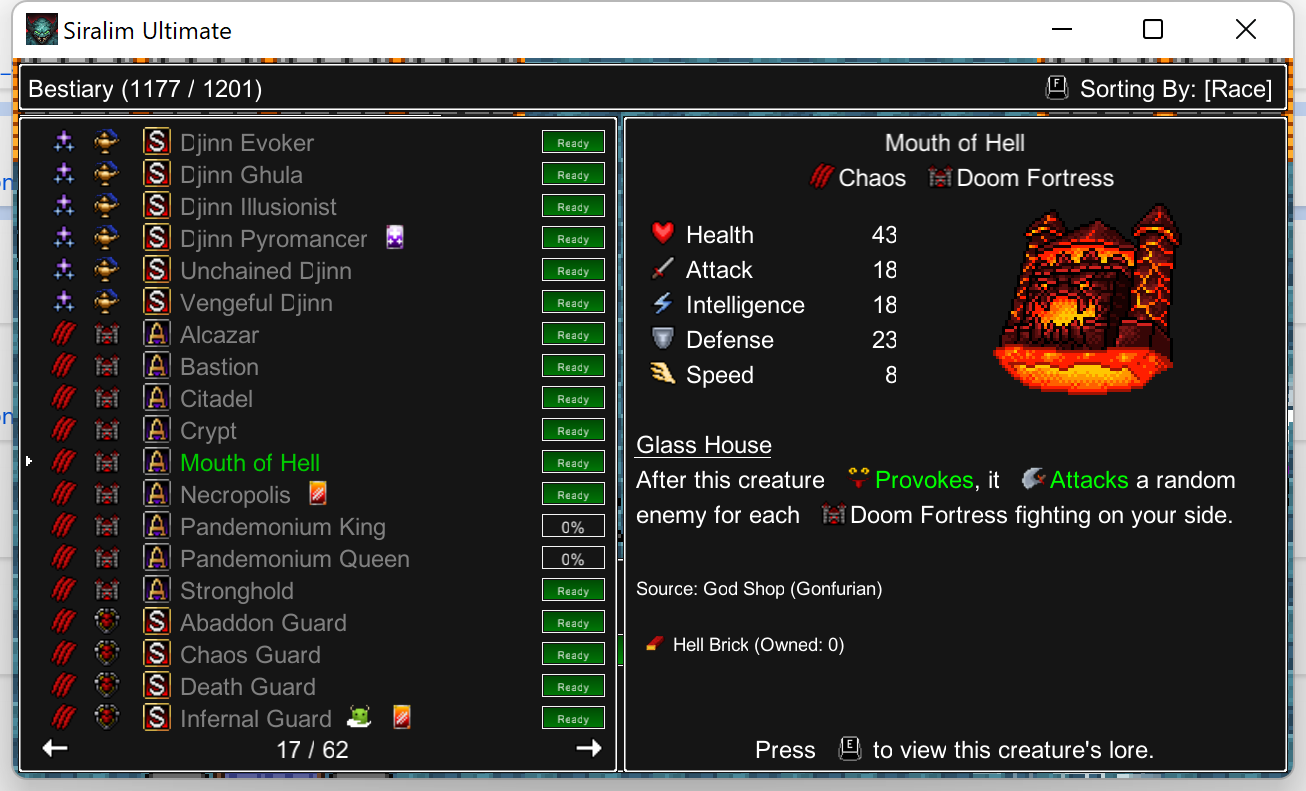 Siralim Ultimate
Bestiary (1177 / 1201)
F Sorting By: [Race]
S Djinn Evoker Ready
S Djinn Ghula Ready
S Djinn Illusionist Ready
S Djinn Pyromancer Ready
S Unchained Djinn Ready
S Vengeful Djinn Ready
A Alcazar Ready
A Bastion Ready
A Citadel Ready
A Crypt Ready
A Mouth of Hell Ready
A Necropolis Ready
A Pandemonium King 0%
A Pandemonium Queen 0%
A Stronghold Ready
S Abaddon Guard Ready
S Chaos Guard Ready
S Death Guard Ready
S Infernal Guard Ready
17 / 62
Mouth of Hell
Chaos Doom Fortress
Health 43
Attack 18
Intelligence 18
Defense 23
Speed 8
Glass House
After this creature Provokes, it Attacks a random
enemy for each Doom Fortress fighting on your side.
Source: God Shop (Gonfurian)
Hell Brick (Owned: 0)
Press E to view this creature's lore.